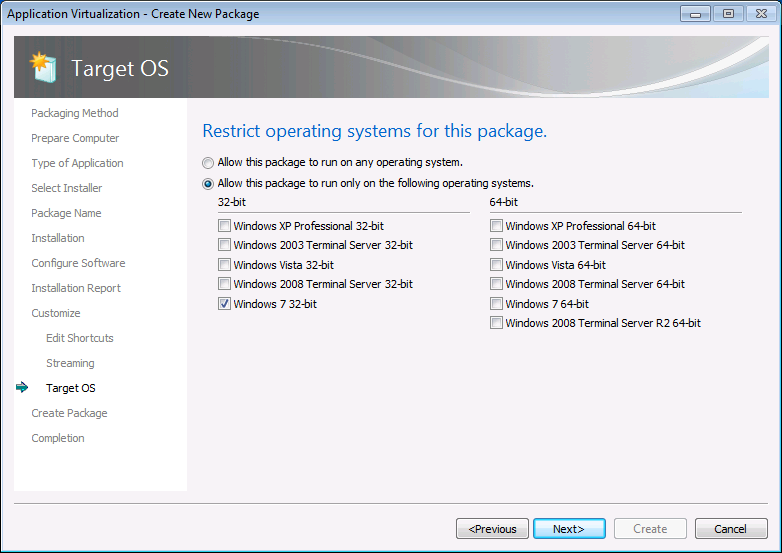 Application Virtualization - Create New Package
Target OS
Packaging Method
Prepare Computer
Type of Application
Select Installer
Package Name
Installation
Configure Software
Installation Report
Customize
Edit Shortcuts
Streaming
Target OS
Create Package
Completion
Restrict operating systems for this package.
Allow this package to run on any operating system.
Allow this package to run only on the following operating systems.
32-bit
Windows XP Professional 32-bit
Windows 2003 Terminal Server 32-bit
Windows Vista 32-bit
Windows 2008 Terminal Server 32-bit
Windows 7 32-bit
64-bit
Windows XP Professional 64-bit
Windows 2003 Terminal Server 64-bit
Windows Vista 64-bit
Windows 2008 Terminal Server 64-bit
Windows 7 64-bit
Windows 2008 Terminal Server R2 64-bit
<Previous
Next>
Create
Cancel